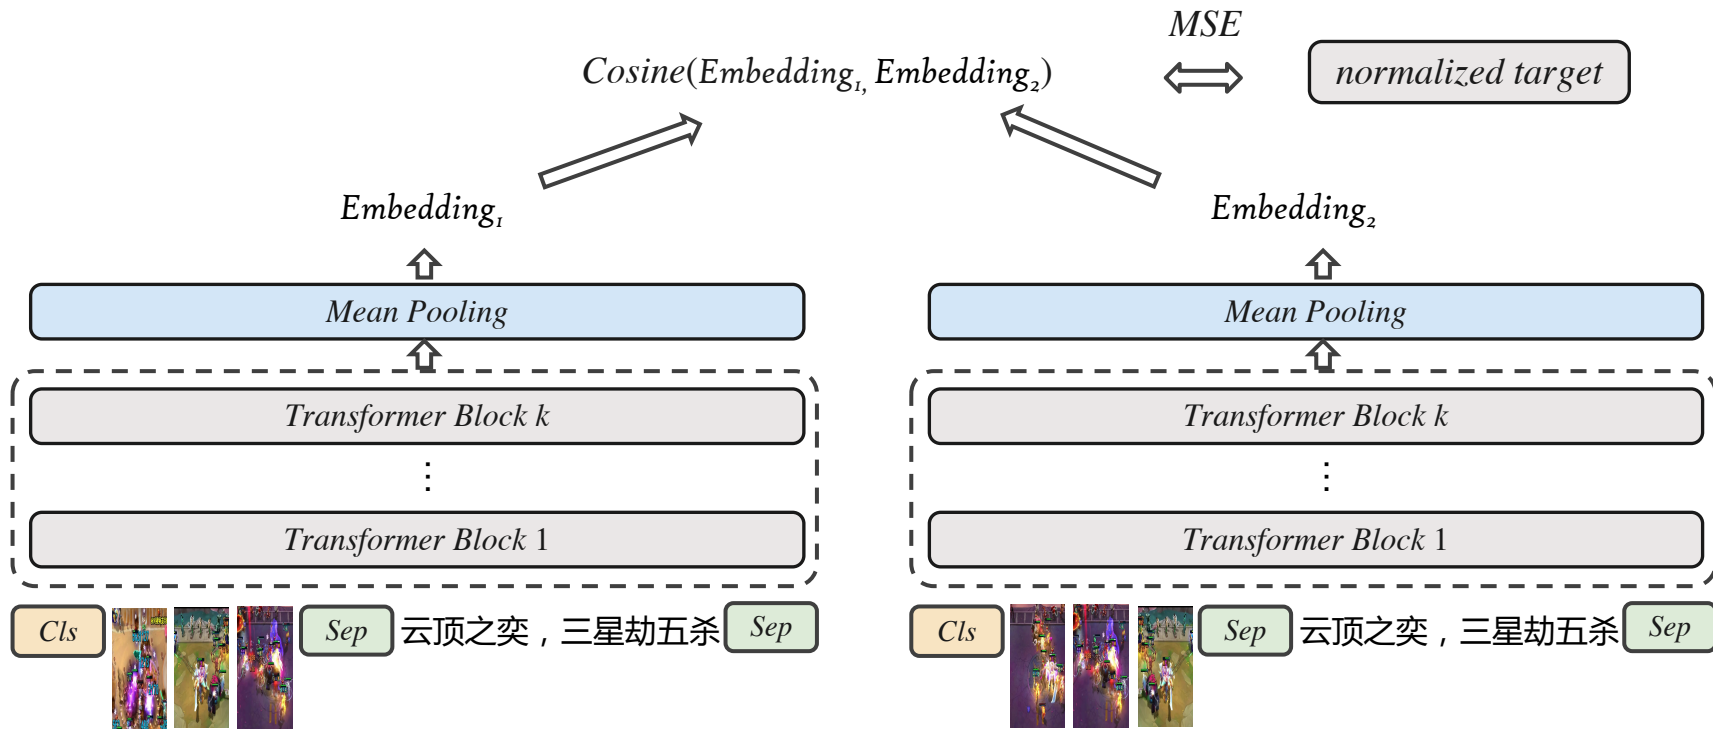 MSE
Cosine(Embedding₁, Embedding₂)
normalized target
Embedding₁
Embedding₂
Mean Pooling
Mean Pooling
Transformer Block k
Transformer Block k
⋮
⋮
Transformer Block 1
Transformer Block 1
Cls
Sep
云顶之奕，三星劫五杀
Sep
Cls
Sep
云顶之奕，三星劫五杀
Sep